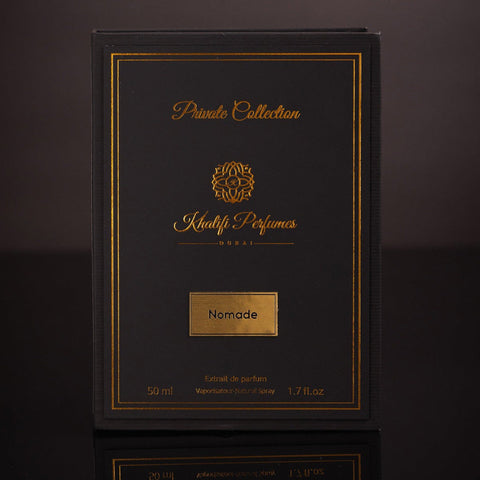 Private Collection
Khalifi Perfumes
DUBAI
Nomade
Extrait de parfum
50 ml Vaporisateur-Natural Spray 1.7 fl.oz